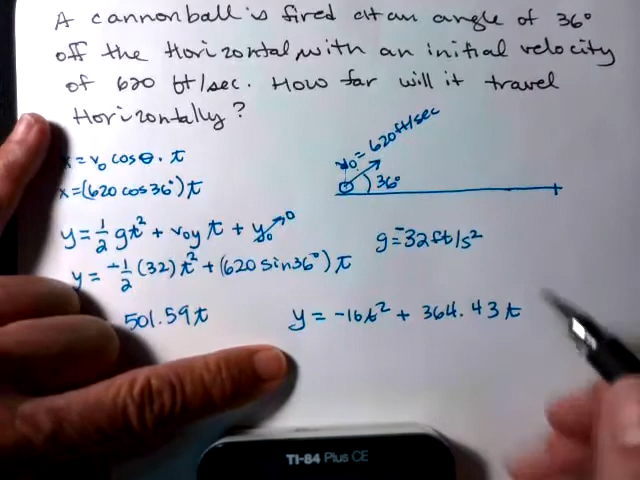 A cannonball is fired at an angle of 36°
off the Horizontal, with an initial velocity
of 620 ft/sec. How far will it travel
Horizontally?
x = v₀ cosθ · t
x = (620 cos 36°) t
v₀ = 620 ft/sec
36°
y = 1/2 gt² + v₀y t + y₀ 0
g = -32 ft/s²
y = -1/2 (32) t² + (620 sin 36°) t
501.59t
y = -16t² + 364.43t
TI-84 Plus CE